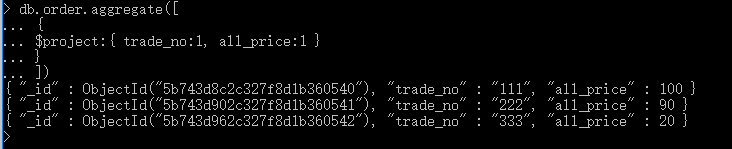 > db.order.aggregate([
... {
... $project:{ trade_no:1, all_price:1 }
... }
... ])
{ "_id" : ObjectId("5b743d8c2c327f8d1b360540"), "trade_no" : "111", "all_price" : 100 }
{ "_id" : ObjectId("5b743d902c327f8d1b360541"), "trade_no" : "222", "all_price" : 90 }
{ "_id" : ObjectId("5b743d962c327f8d1b360542"), "trade_no" : "333", "all_price" : 20 }
>